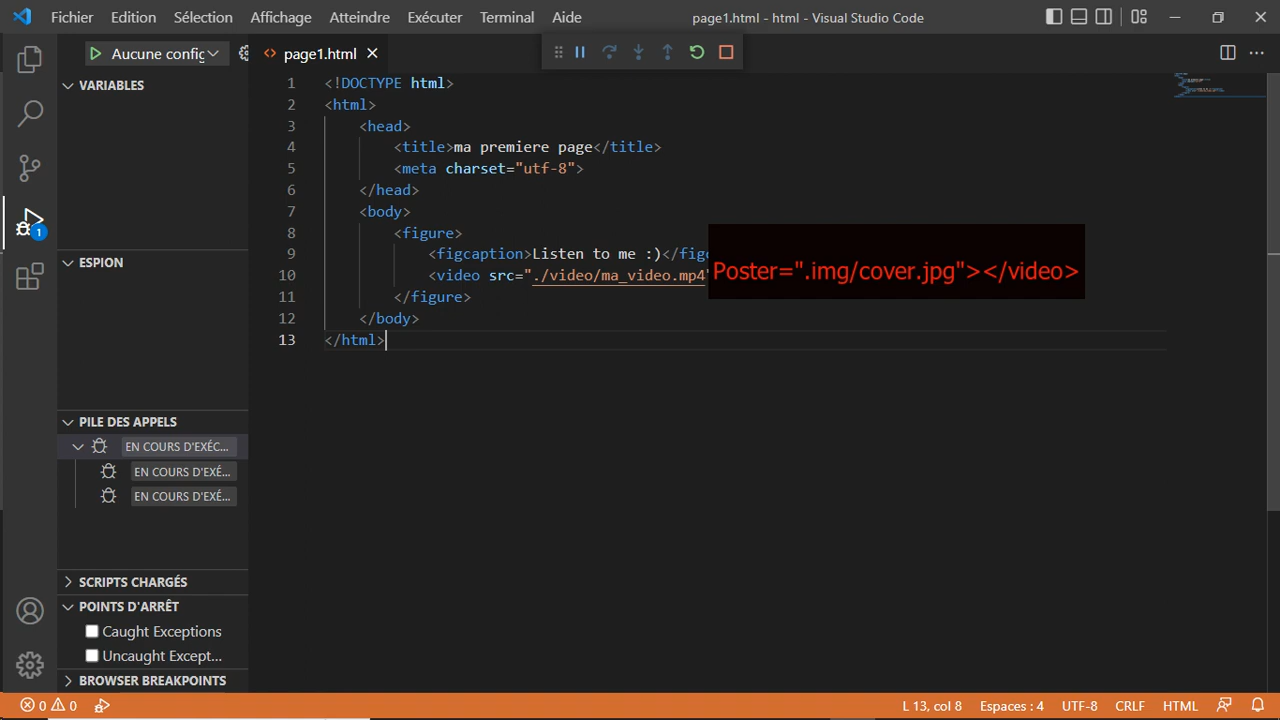 Fichier Edition Sélection Affichage Atteindre Exécuter Terminal Aide page1.html - html - Visual Studio Code
Aucune config page1.html
VARIABLES
ESPION
PILE DES APPELS
EN COURS D'EXÉC...
EN COURS D'EXÉ...
EN COURS D'EXÉ...
SCRIPTS CHARGÉS
POINTS D'ARRÊT
Caught Exceptions
Uncaught Except...
BROWSER BREAKPOINTS
1 <!DOCTYPE html>
2 <html>
3 <head>
4 <title>ma premiere page</title>
5 <meta charset="utf-8">
6 </head>
7 <body>
8 <figure>
9 <figcaption>Listen to me :)</figc
10 <video src="./video/ma_video.mp4" Poster=".img/cover.jpg"></video>
11 </figure>
12 </body>
13 </html>
1
0 0 L 13, col 8 Espaces : 4 UTF-8 CRLF HTML